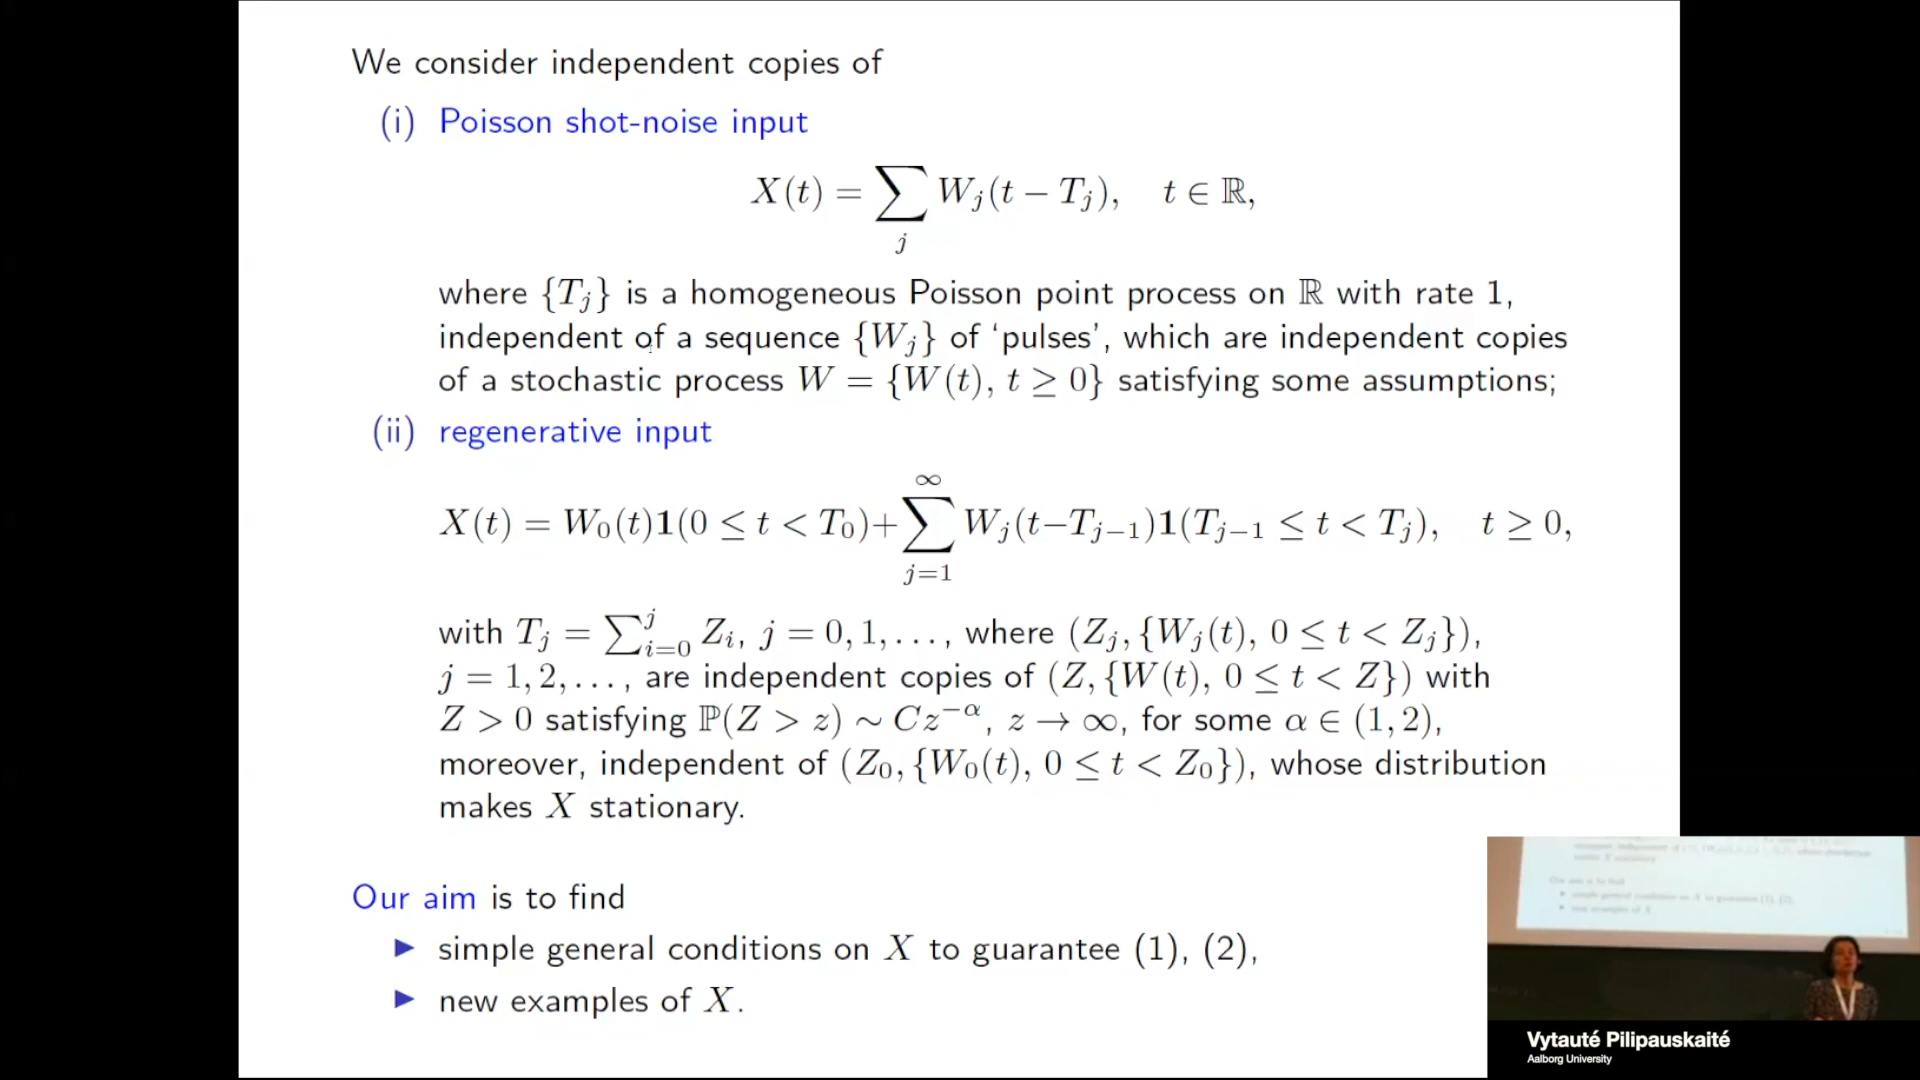 We consider independent copies of
(i) Poisson shot-noise input
X(t) = ∑_j W_j(t − T_j), t ∈ ℝ,
where {T_j} is a homogeneous Poisson point process on ℝ with rate 1,
independent of a sequence {W_j} of ‘pulses’, which are independent copies
of a stochastic process W = {W(t), t ≥ 0} satisfying some assumptions;
(ii) regenerative input
X(t) = W_0(t)1(0 ≤ t < T_0)+∑_{j=1}^{∞} W_j(t−T_{j−1})1(T_{j−1} ≤ t < T_j), t ≥ 0,
with T_j = ∑_{i=0}^{j} Z_i, j = 0, 1, . . . , where (Z_j, {W_j(t), 0 ≤ t < Z_j}),
j = 1, 2, . . . , are independent copies of (Z, {W(t), 0 ≤ t < Z}) with
Z > 0 satisfying ℙ(Z > z) ∼ Cz^{−α}, z → ∞, for some α ∈ (1, 2),
moreover, independent of (Z_0, {W_0(t), 0 ≤ t < Z_0}), whose distribution
makes X stationary.
Our aim is to find
▶ simple general conditions on X to guarantee (1), (2),
▶ new examples of X.
Vytauté Pilipauskaité
Aalborg University